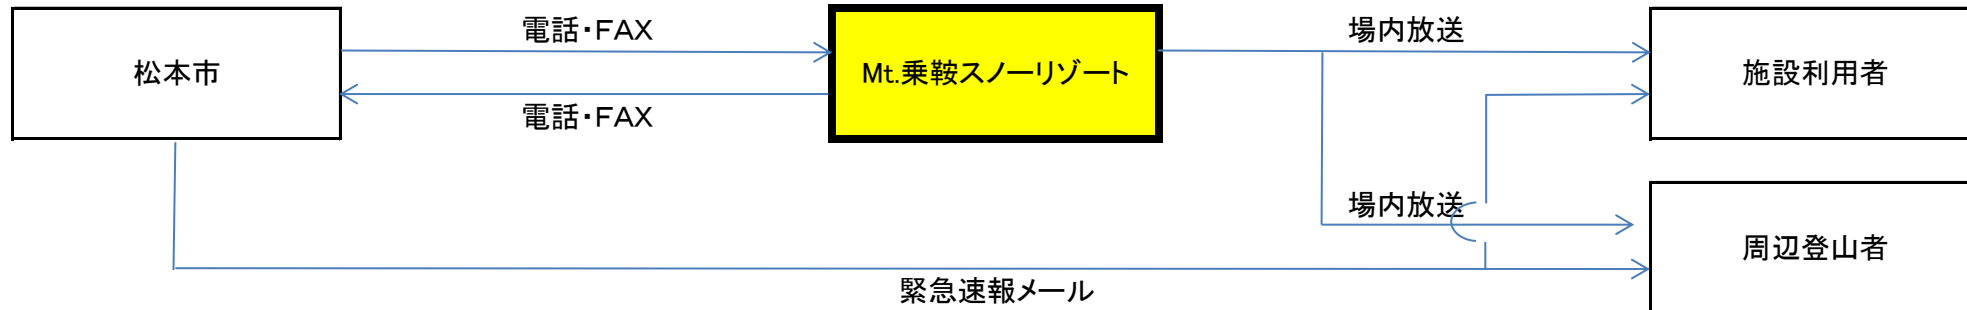 電話・FAX
場内放送
松本市
Mt.乗鞍スノーリゾート
施設利用者
電話・FAX
場内放送
周辺登山者
緊急速報メール